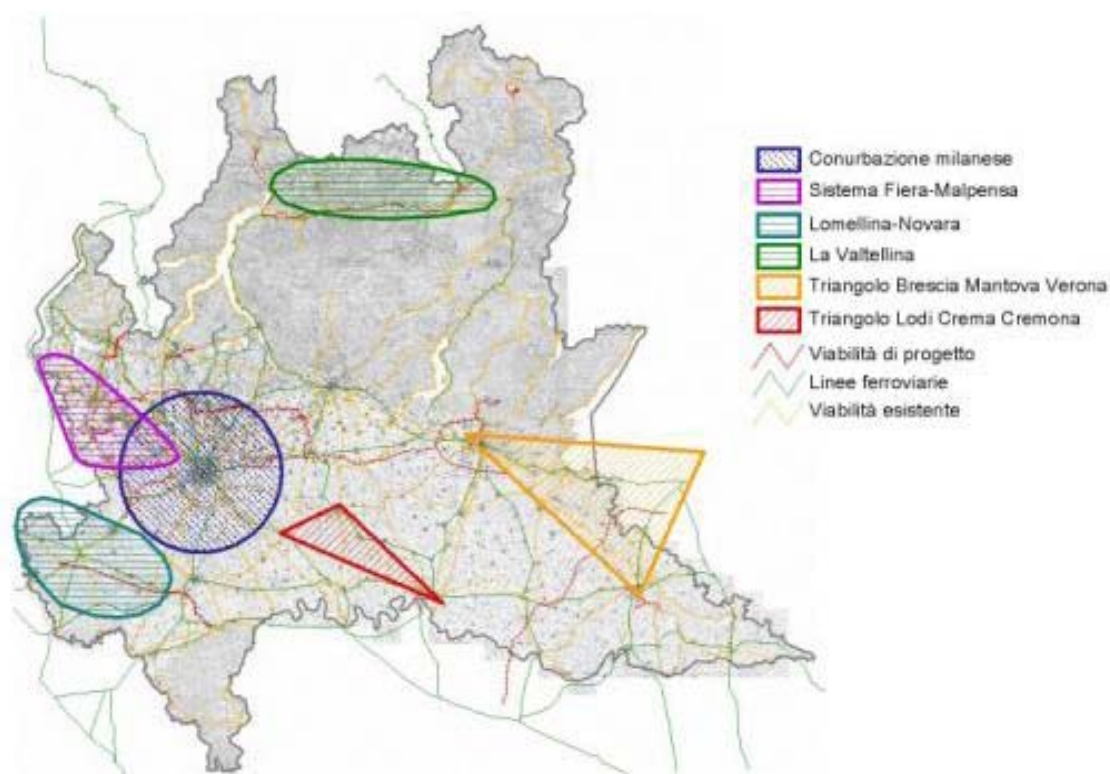 Conurbazione milanese
Sistema Fiera-Malpensa
Lomellina-Novara
La Valtellina
Triangolo Brescia Mantova Verona
Triangolo Lodi Crema Cremona
Viabilità di progetto
Linee ferroviarie
Viabilità esistente